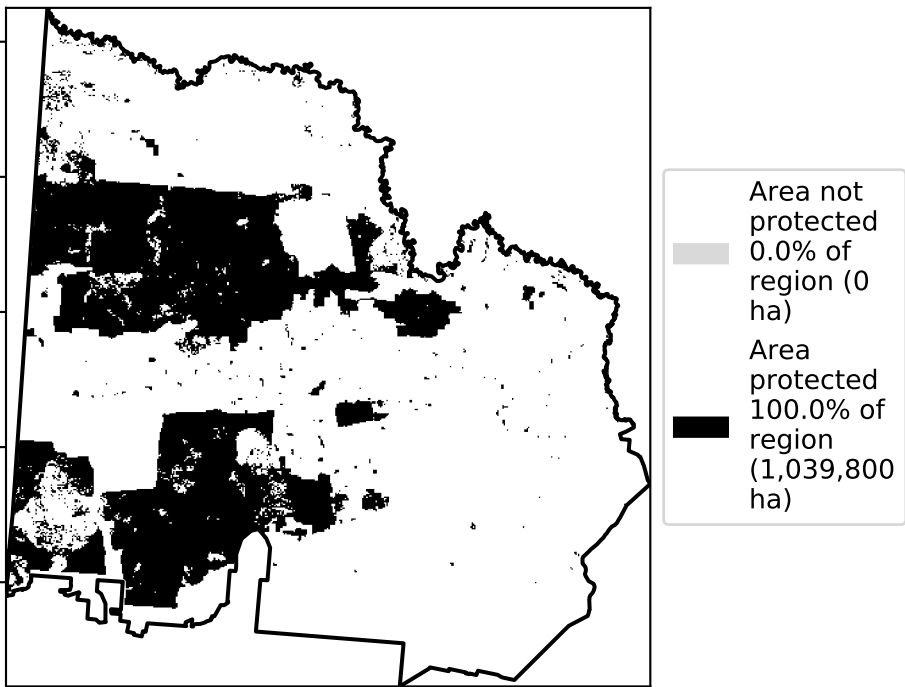 Area not
protected
0.0% of
region (0
ha)
Area
protected
100.0% of
region
(1,039,800
ha)